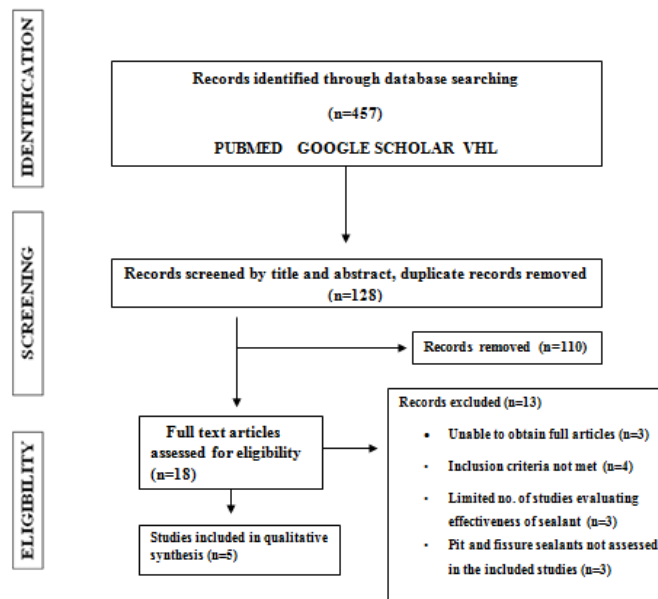 IDENTIFICATION
Records identified through database searching
(n=457)
PUBMED GOOGLE SCHOLAR VHL
SCREENING
Records screened by title and abstract, duplicate records removed
(n=128)
Records removed (n=110)
ELIGIBILITY
Full text articles
assessed for eligibility
(n=18)
Records excluded (n=13)
• Unable to obtain full articles (n=3)
• Inclusion criteria not met (n=4)
• Limited no. of studies evaluating
effectiveness of sealant (n=3)
• Pit and fissure sealants not assessed
in the included studies (n=3)
Studies included in qualitative
synthesis (n=5)